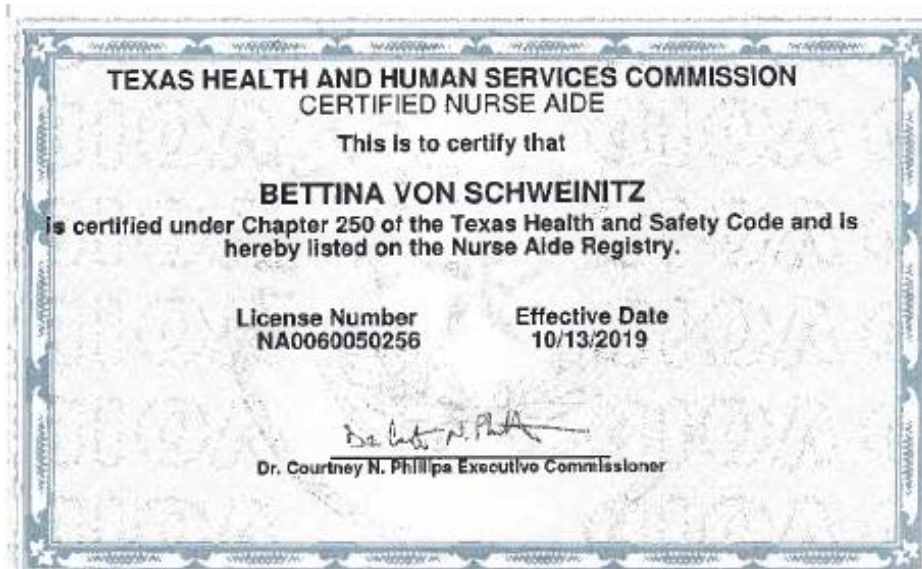 TEXAS HEALTH AND HUMAN SERVICES COMMISSION
CERTIFIED NURSE AIDE
This is to certify that
BETTINA VON SCHWEINITZ
is certified under Chapter 250 of the Texas Health and Safety Code and is
hereby listed on the Nurse Aide Registry.
License Number Effective Date
NA0060050256 10/13/2019
Dr. Courtney N. Phillips Executive Commissioner